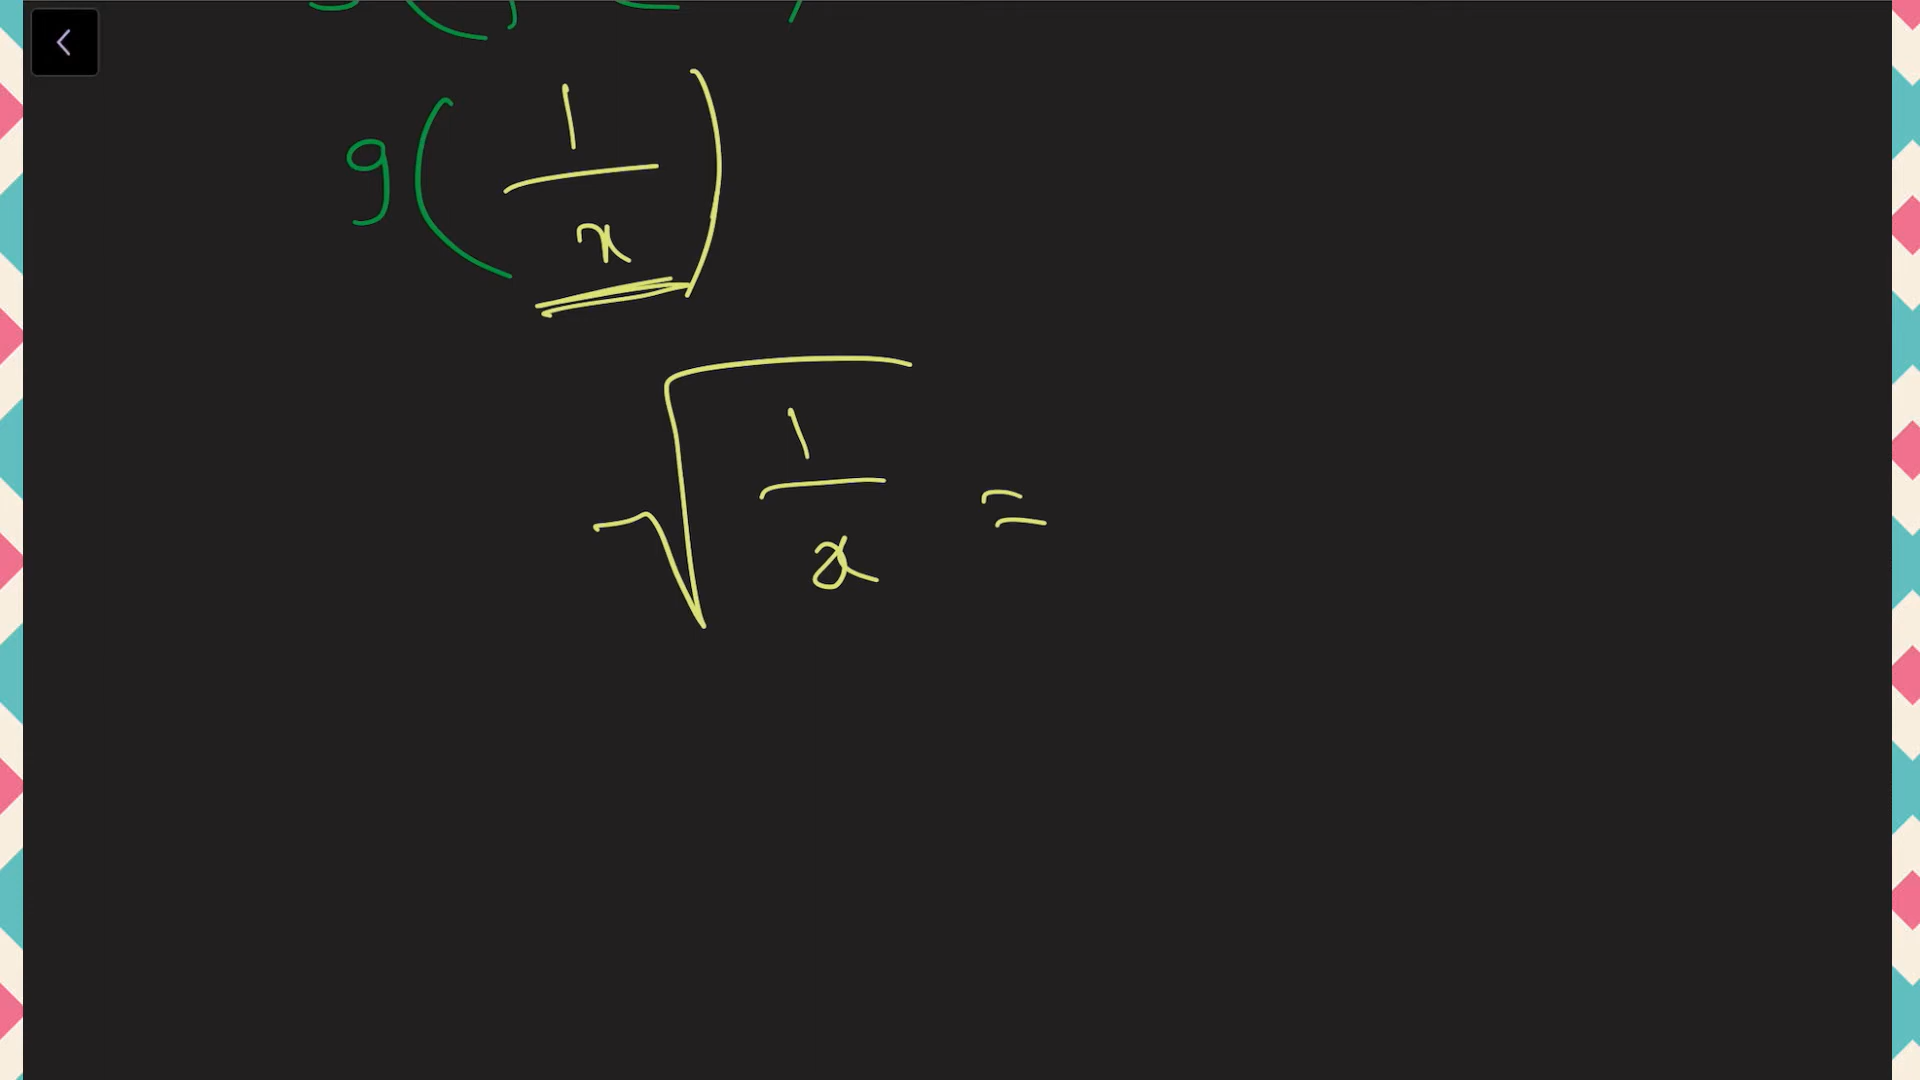 g(1/x)
√(1/x) =